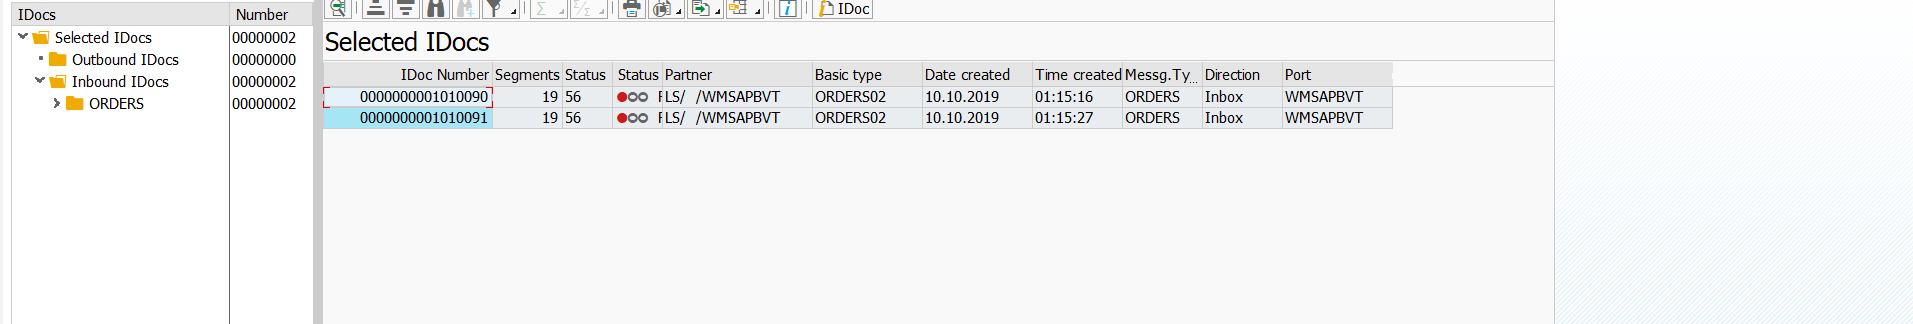 IDocs Number
Selected IDocs 00000002
Outbound IDocs 00000000
Inbound IDocs 00000002
ORDERS 00000002
IDoc
Selected IDocs
IDoc Number Segments Status Status Partner Basic type Date created Time created Messg.Ty... Direction Port
0000000001010090 19 56 LS/ /WMSAPBVT ORDERS02 10.10.2019 01:15:16 ORDERS Inbox WMSAPBVT
0000000001010091 19 56 LS/ /WMSAPBVT ORDERS02 10.10.2019 01:15:27 ORDERS Inbox WMSAPBVT